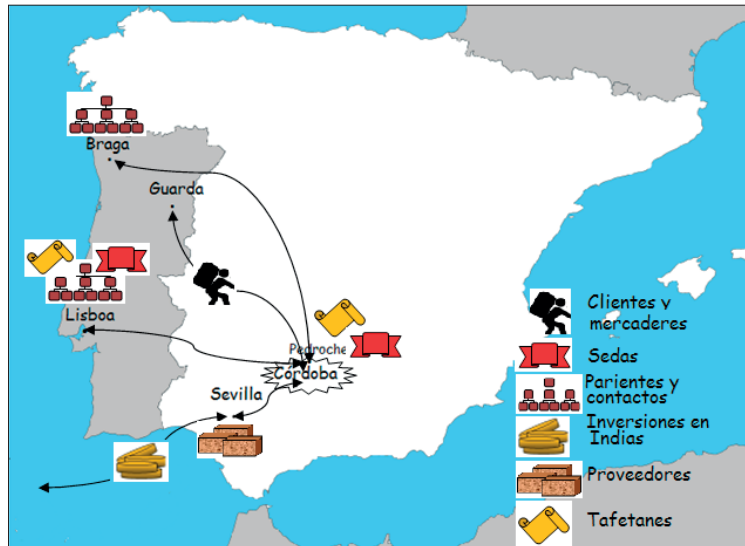 Braga
Guarda
Lisboa
Pedroche
Córdoba
Sevilla
Clientes y
mercaderes
Sedas
Parientes y
contactos
Inversiones en
Indias
Proveedores
Tafetanes